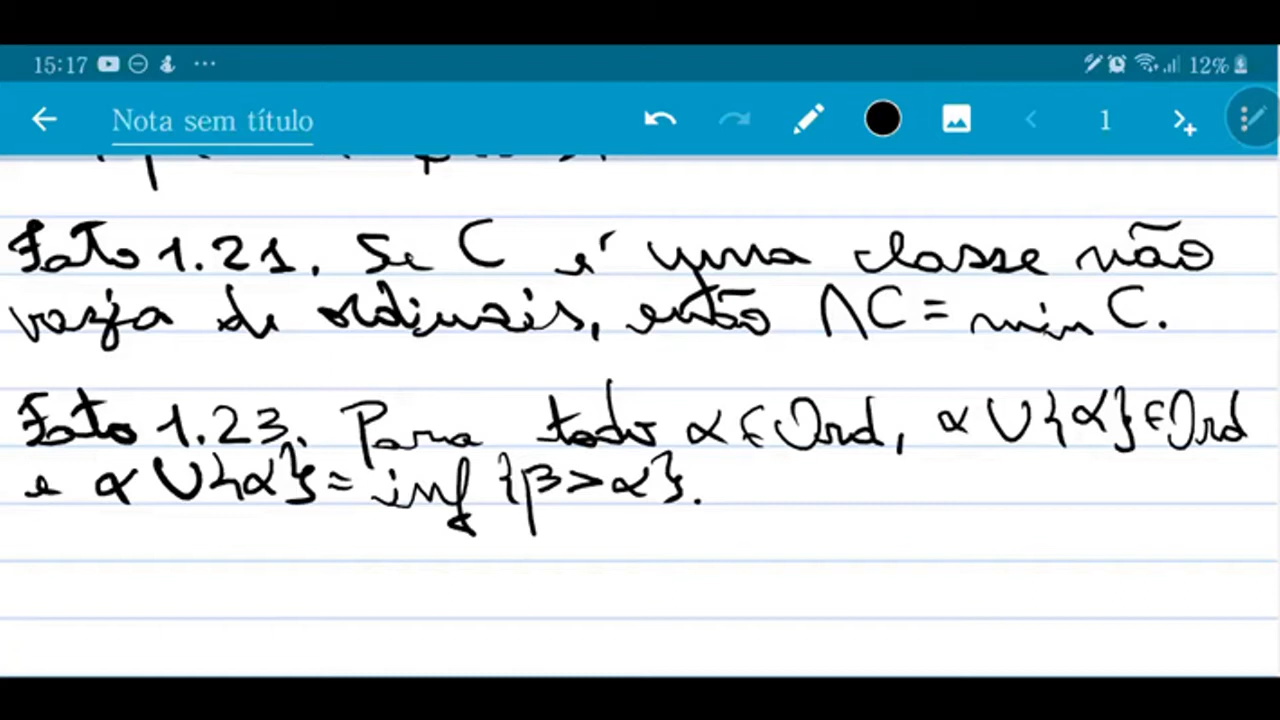 15:17 12%
Nota sem título 1
Fato 1.21. Se C é uma classe não
vazia de ordinais, então ∩C = min C.
Fato 1.23. Para todo α ∈ Ord, α ∪ {α} ∈ Ord
e α ∪ {α} = inf {β > α}.